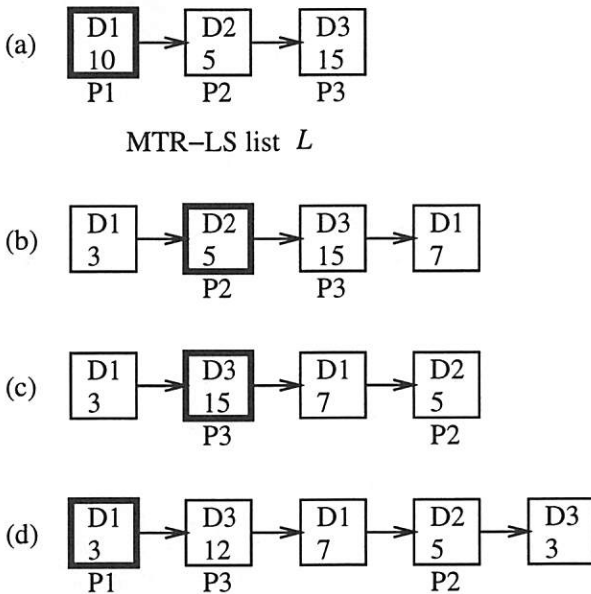 (a)
D1 D2 D3
10 5 15
P1 P2 P3
MTR–LS list L
(b)
D1 D2 D3 D1
3 5 15 7
P2 P3
(c)
D1 D3 D1 D2
3 15 7 5
P3 P2
(d)
D1 D3 D1 D2 D3
3 12 7 5 3
P1 P3 P2